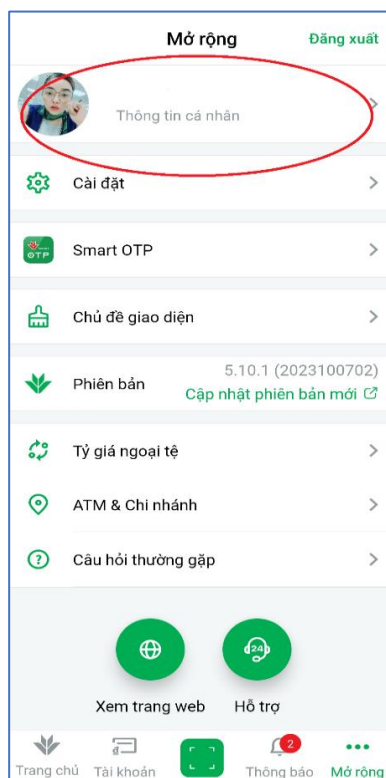 Mở rộng
Đăng xuất
Thông tin cá nhân
Cài đặt
OTP
Smart OTP
Chủ đề giao diện
Phiên bản
5.10.1 (2023100702)
Cập nhật phiên bản mới
Tỷ giá ngoại tệ
ATM & Chi nhánh
Câu hỏi thường gặp
24
Xem trang web
Hỗ trợ
2
Trang chủ
Tài khoản
Thông báo
Mở rộng